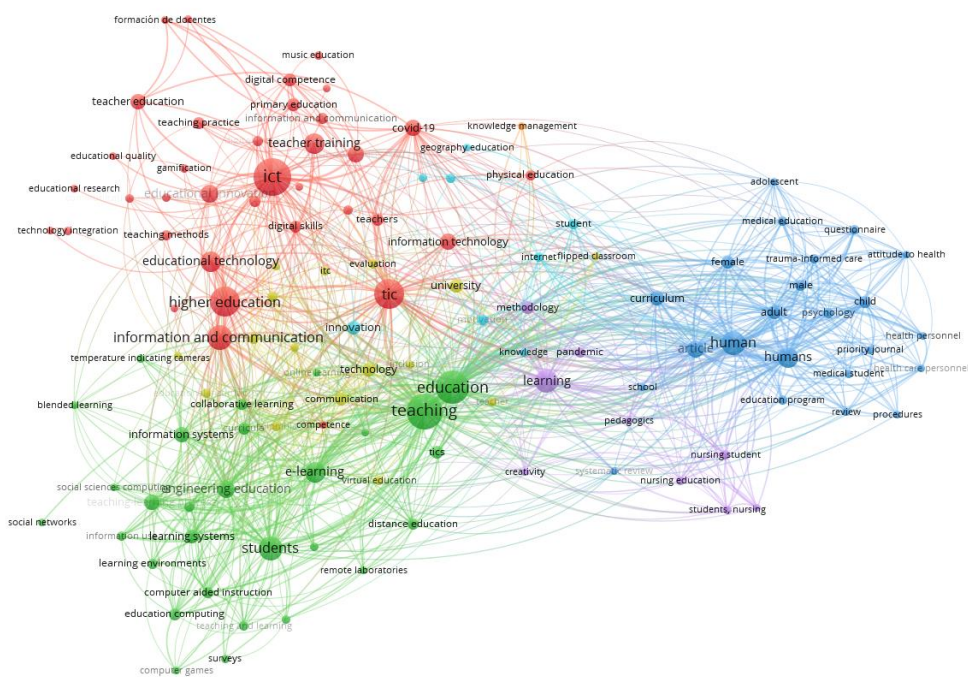 formación de docentes
music education
digital competence
teacher education
primary education
information and communication
teaching practice
covid-19
knowledge management
teacher training
geography education
educational quality
gamification
ict
physical education
adolescent
educational research
educational innovation
teachers
student
medical education
technology integration
teaching methods
digital skills
information technology
questionnaire
educational technology
itc
evaluation
internet
flipped classroom
female
trauma-informed care
attitude to health
university
male
higher education
tic
methodology
curriculum
adult
psychology
child
information and communication
innovation
human
article
health personnel
temperature indicating cameras
technology
knowledge
pandemic
humans
priority journal
education
learning
school
medical student
health care personnel
blended learning
collaborative learning
communication
teaching
education program
review
procedures
information systems
curricula
competence
tics
pedagogics
e-learning
creativity
systematic review
nursing student
social sciences computing
engineering education
virtual education
nursing education
social networks
distance education
students, nursing
learning systems
students
learning environments
remote laboratories
computer aided instruction
education computing
teaching and learning
surveys
computer games